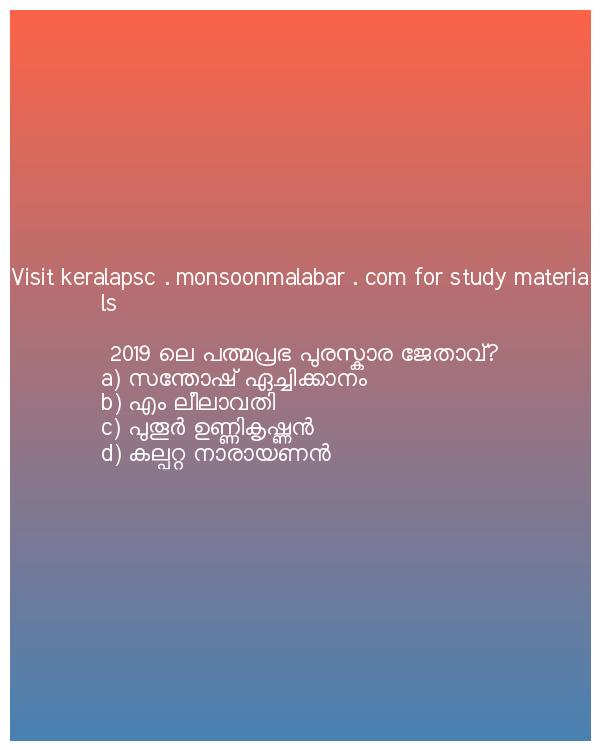 Visit keralapsc . monsoonmalabar . com for study materia
ls
2019 ലെ പത്മപ്രഭ പുരസ്കാര ജേതാവ്?
a) സന്തോഷ് ഏച്ചിക്കാനം
b) എം ലീലാവതി
c) പുതൂർ ഉണ്ണികൃഷ്ണൻ
d) കല്പറ്റ നാരായണൻ